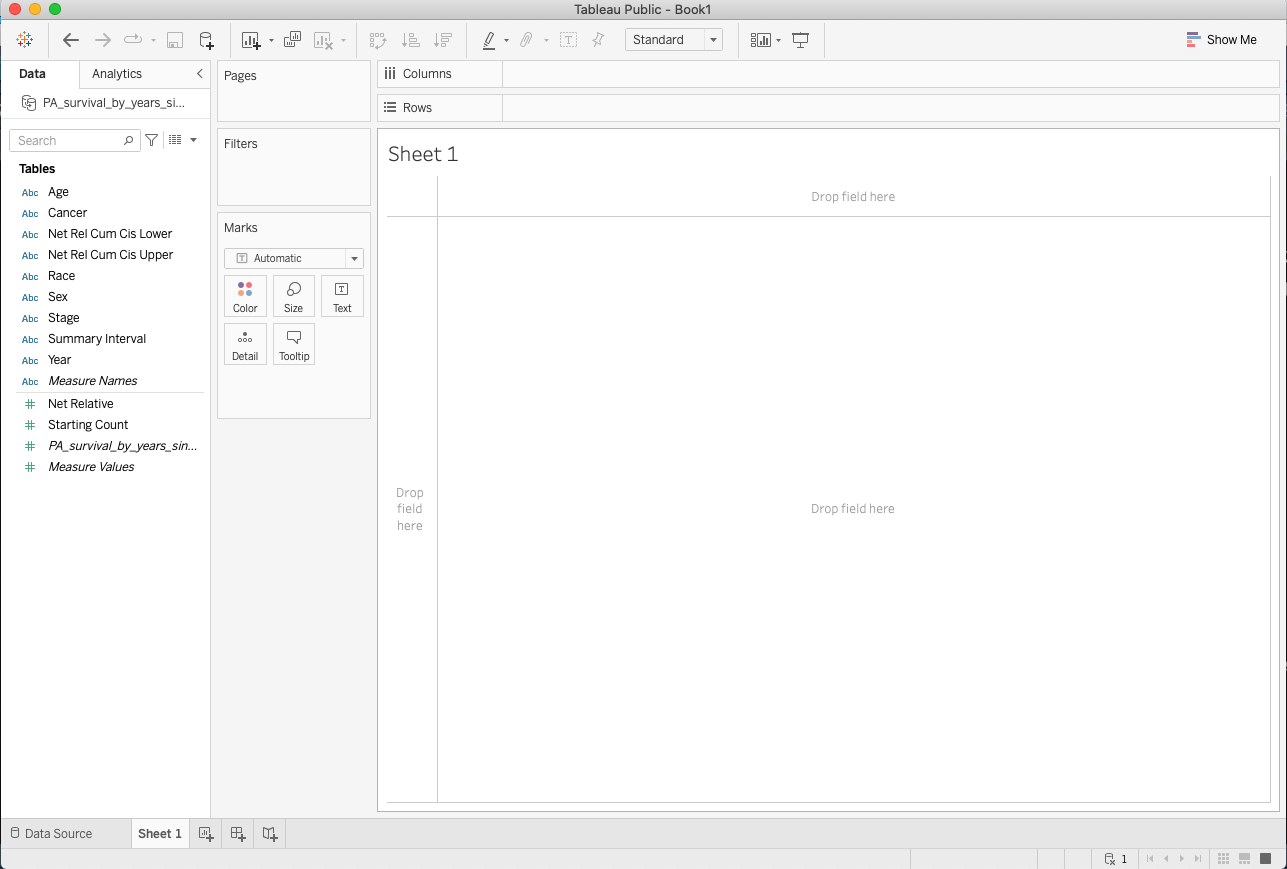 Tableau Public - Book1
Standard
Show Me
Data
Analytics
PA_survival_by_years_si...
Search
Tables
Abc Age
Abc Cancer
Abc Net Rel Cum Cis Lower
Abc Net Rel Cum Cis Upper
Abc Race
Abc Sex
Abc Stage
Abc Summary Interval
Abc Year
Abc Measure Names
Net Relative
Starting Count
PA_survival_by_years_sin...
Measure Values
Pages
Filters
Marks
T Automatic
Color
Size
T
Text
Detail
Tooltip
Columns
Rows
Sheet 1
Drop field here
Drop
field
here
Drop field here
Data Source
Sheet 1
1